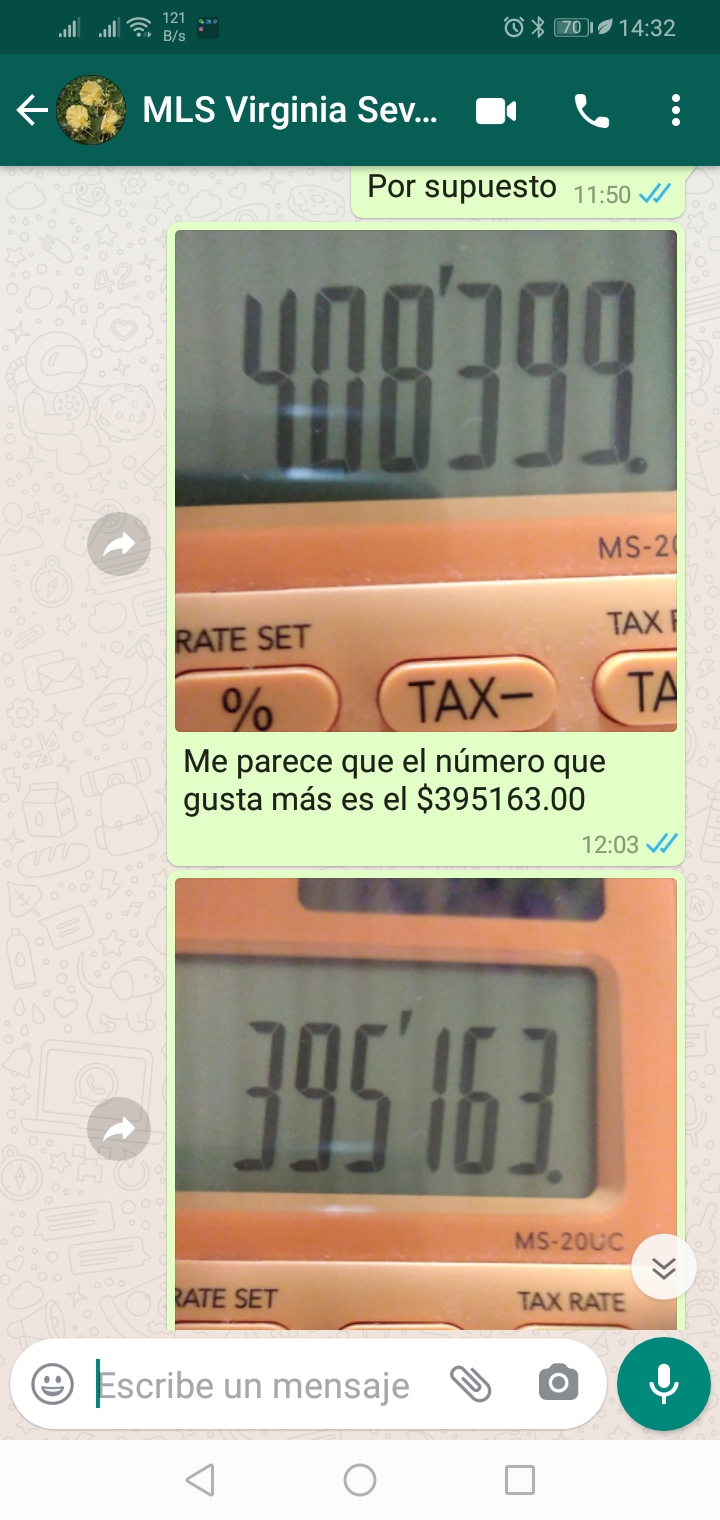 121
B/s
70
14:32
MLS Virginia Sev...
Por supuesto 11:50
408'399.
MS-20
RATE SET
TAX R
%
TAX−
TA
Me parece que el número que
gusta más es el $395163.00
12:03
395'163.
MS-20UC
RATE SET
TAX RATE
Escribe un mensaje